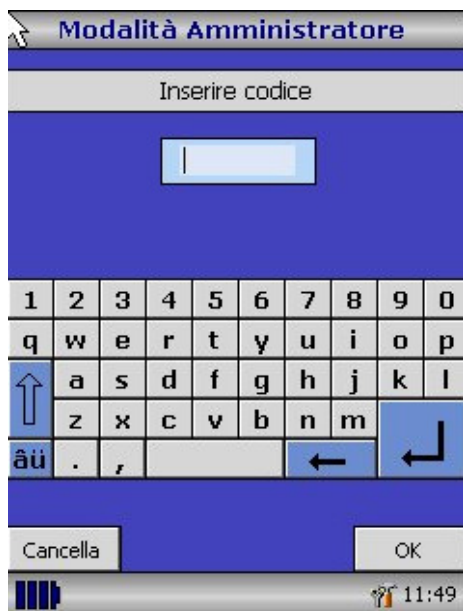 Modalità Amministratore
Inserire codice
1 2 3 4 5 6 7 8 9 0
q w e r t y u i o p
a s d f g h j k l
z x c v b n m
âü . ,
Cancella OK
11:49